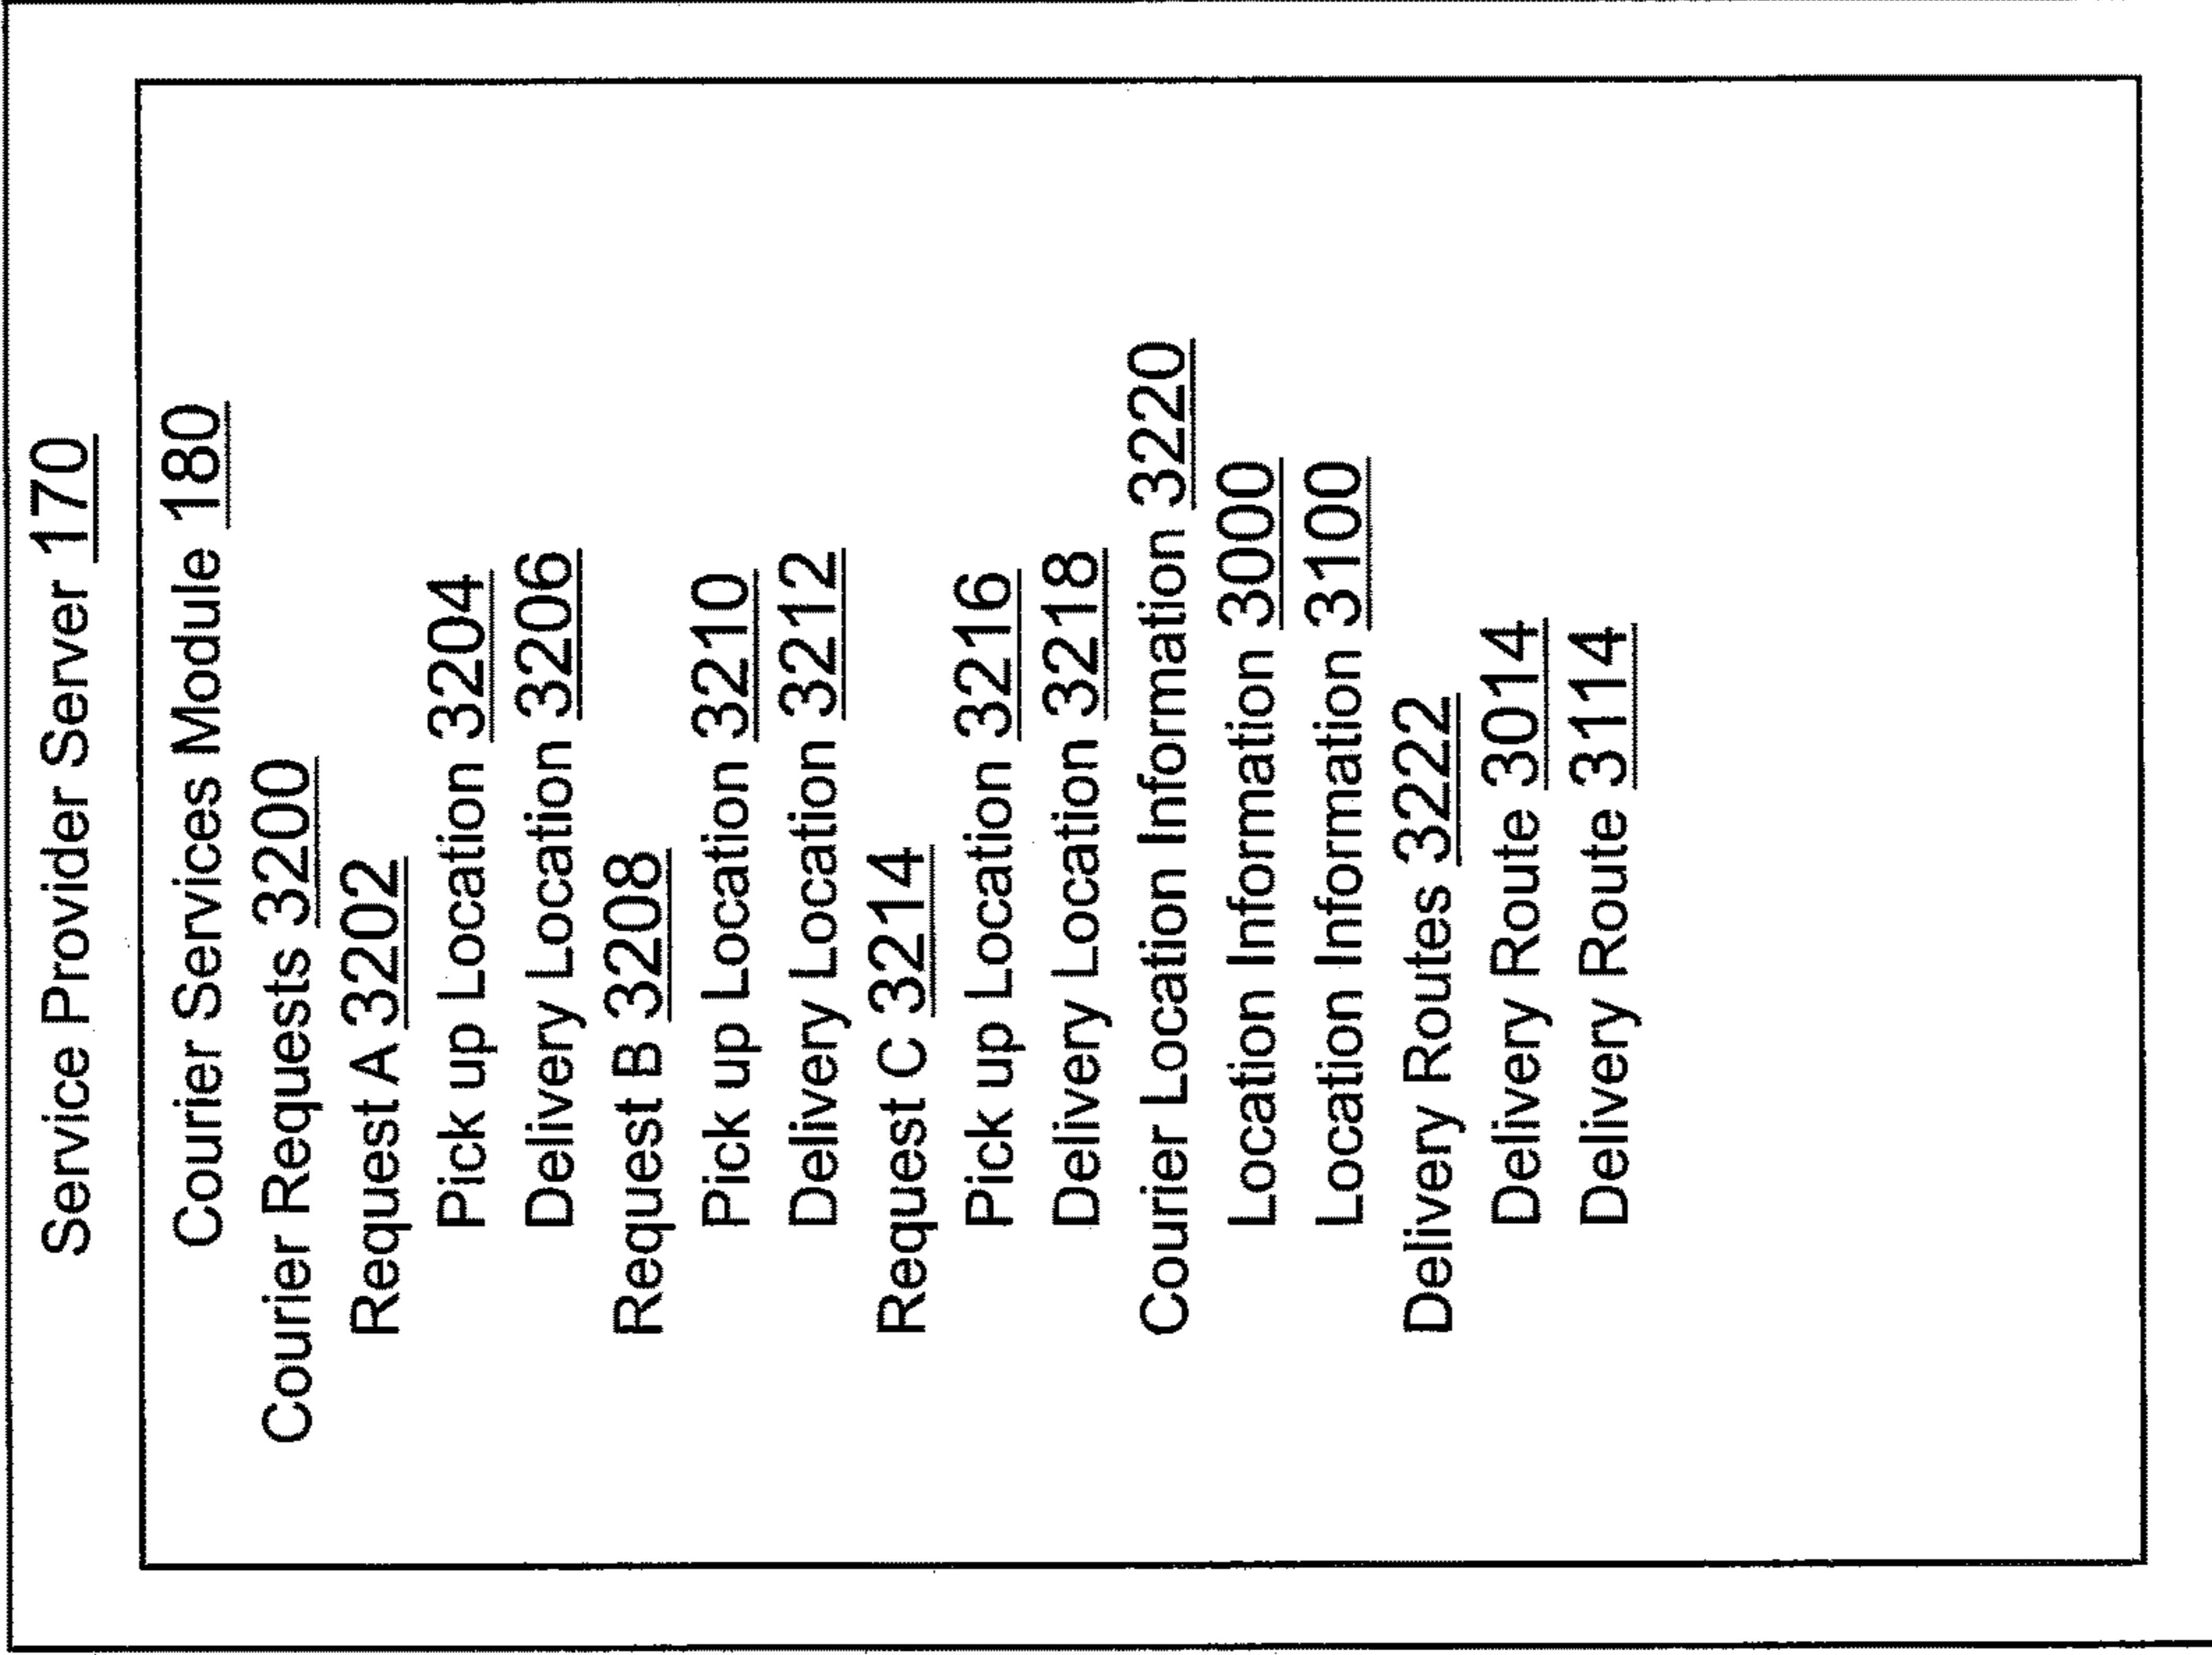 Service Provider Server 170
Courier Services Module 180
Courier Requests 3200
Request A 3202
Pick up Location 3204
Delivery Location 3206
Request B 3208
Pick up Location 3210
Delivery Location 3212
Request C 3214
Pick up Location 3216
Delivery Location 3218
Courier Location Information 3220
Location Information 3000
Location Information 3100
Delivery Routes 3222
Delivery Route 3014
Delivery Route 3114